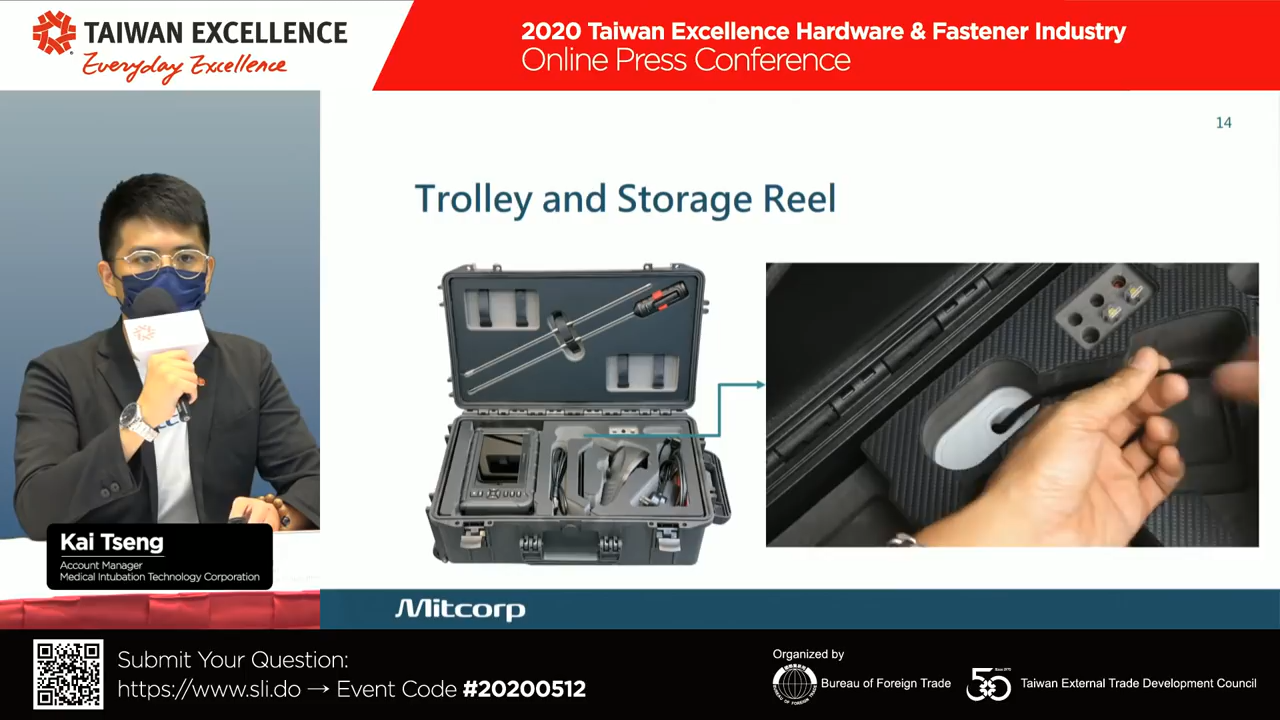 TAIWAN EXCELLENCE
Everyday Excellence
2020 Taiwan Excellence Hardware & Fastener Industry
Online Press Conference
14
Trolley and Storage Reel
Kai Tseng
Account Manager
Medical Intubation Technology Corporation
Mitcorp
Submit Your Question:
https://www.sli.do → Event Code #20200512
Organized by
Bureau of Foreign Trade
50
Taiwan External Trade Development Council